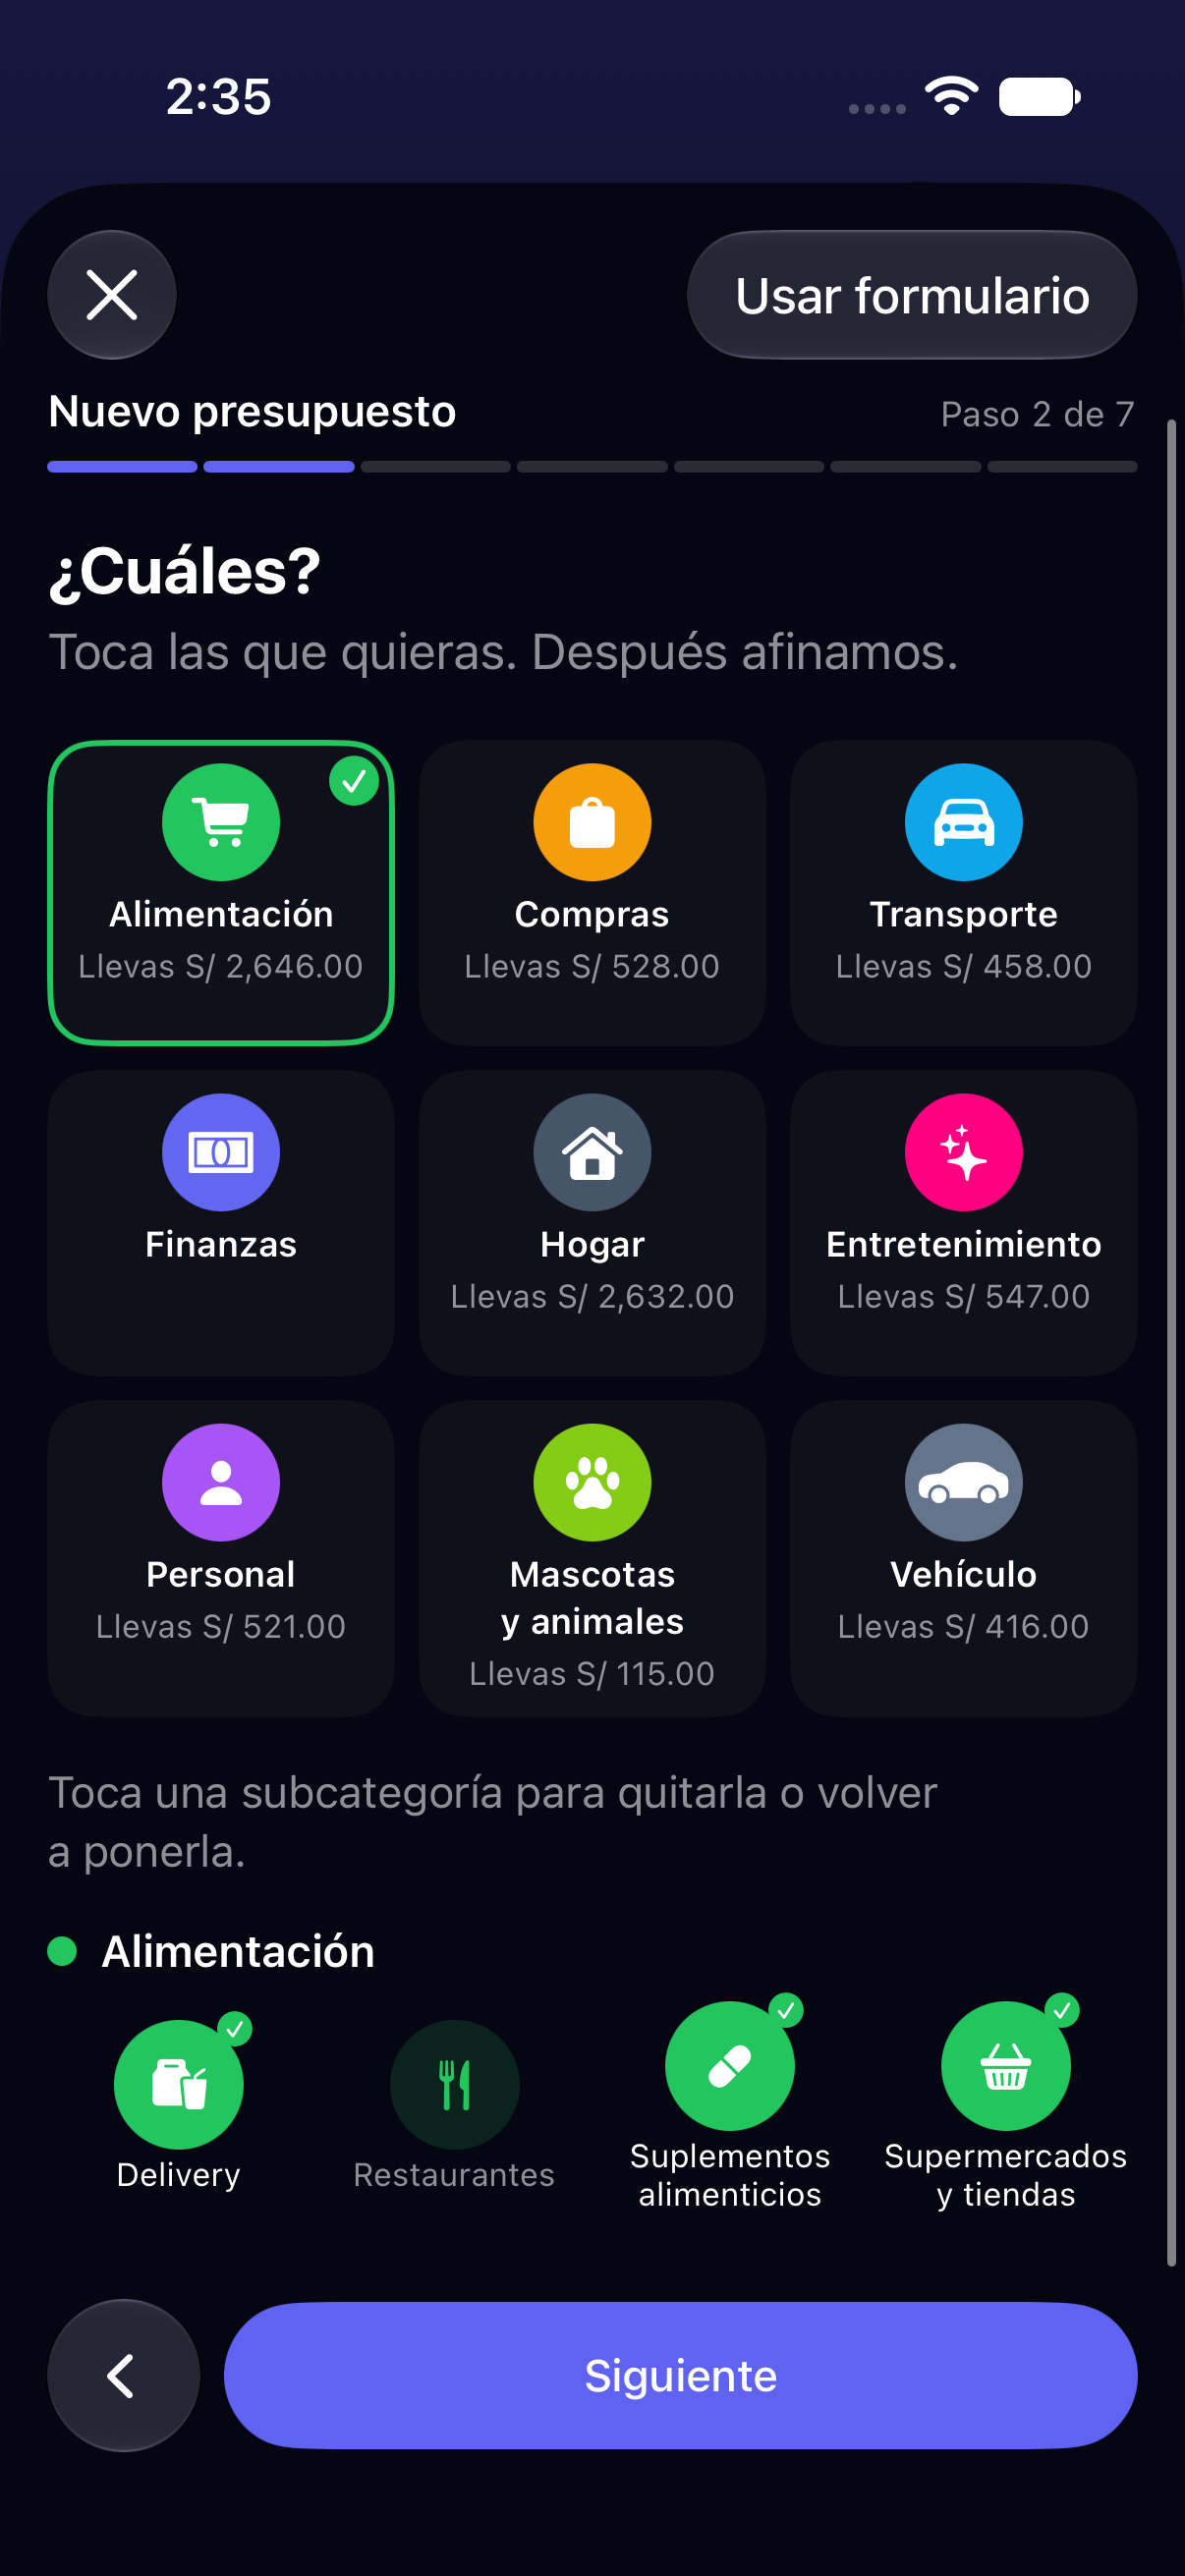 2:35
Usar formulario
Nuevo presupuesto
Paso 2 de 7
¿Cuáles?
Toca las que quieras. Después afinamos.
Alimentación
Llevas S/ 2,646.00
Compras
Llevas S/ 528.00
Transporte
Llevas S/ 458.00
Finanzas
Hogar
Llevas S/ 2,632.00
Entretenimiento
Llevas S/ 547.00
Personal
Llevas S/ 521.00
Mascotas
y animales
Llevas S/ 115.00
Vehículo
Llevas S/ 416.00
Toca una subcategoría para quitarla o volver
a ponerla.
Alimentación
Delivery
Restaurantes
Suplementos
alimenticios
Supermercados
y tiendas
Siguiente